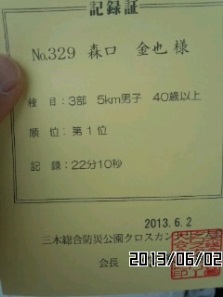 記録証
No.329 森口 金也 様
種 目：3部 5km男子 40歳以上
順 位：第1位
記 録：22分10秒
2013.6.2
三木総合防災公園クロスカン
会長
2013/06/02